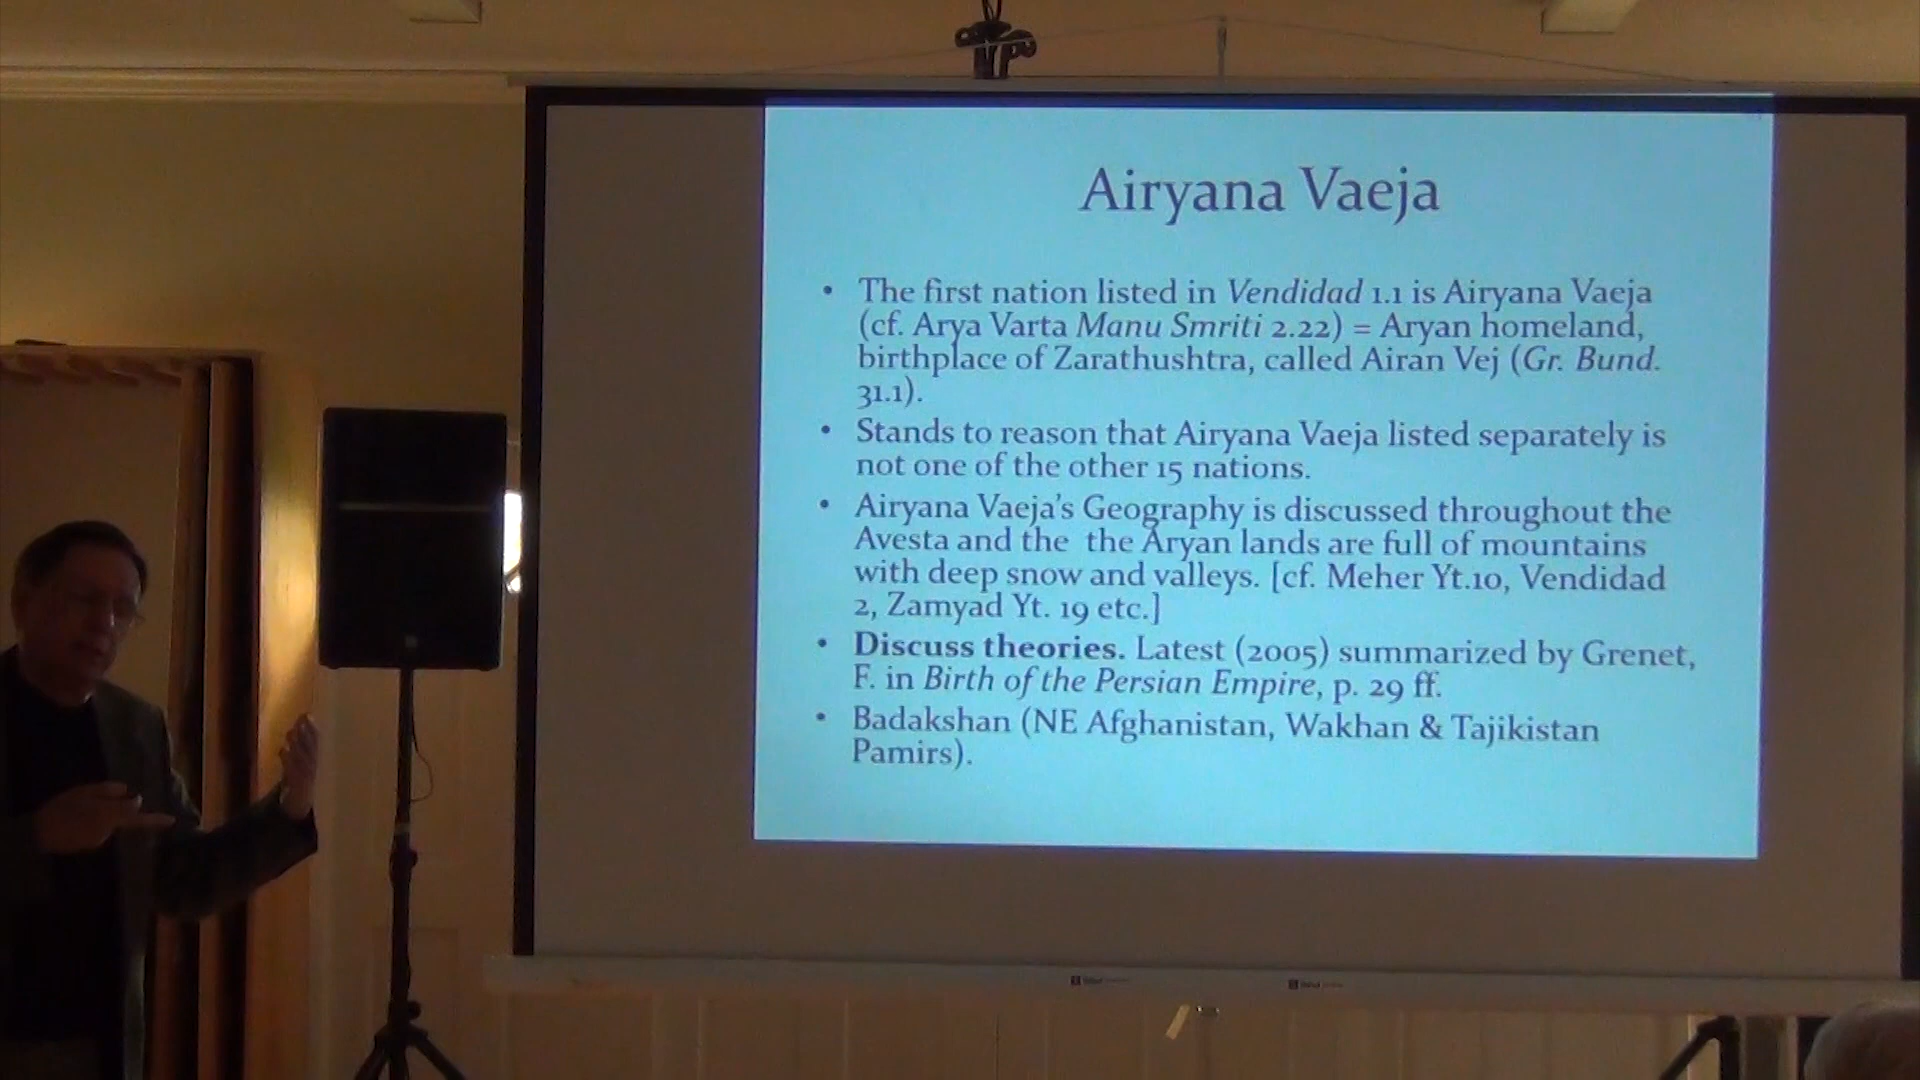 Airyana Vaeja
• The first nation listed in Vendidad 1.1 is Airyana Vaeja
(cf. Arya Varta Manu Smriti 2.22) = Aryan homeland,
birthplace of Zarathushtra, called Airan Vej (Gr. Bund.
31.1).
• Stands to reason that Airyana Vaeja listed separately is
not one of the other 15 nations.
• Airyana Vaeja's Geography is discussed throughout the
Avesta and the the Aryan lands are full of mountains
with deep snow and valleys. [cf. Meher Yt.10, Vendidad
2, Zamyad Yt. 19 etc.]
• Discuss theories. Latest (2005) summarized by Grenet,
F. in Birth of the Persian Empire, p. 29 ff.
• Badakshan (NE Afghanistan, Wakhan & Tajikistan
Pamirs).